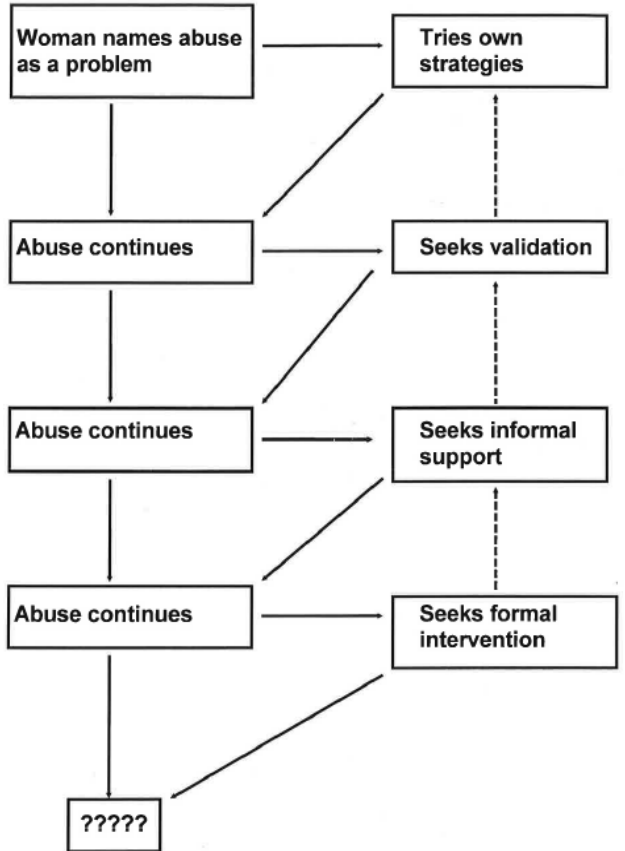 Woman names abuse
as a problem
Tries own
strategies
Abuse continues
Seeks validation
Abuse continues
Seeks informal
support
Abuse continues
Seeks formal
intervention
?????